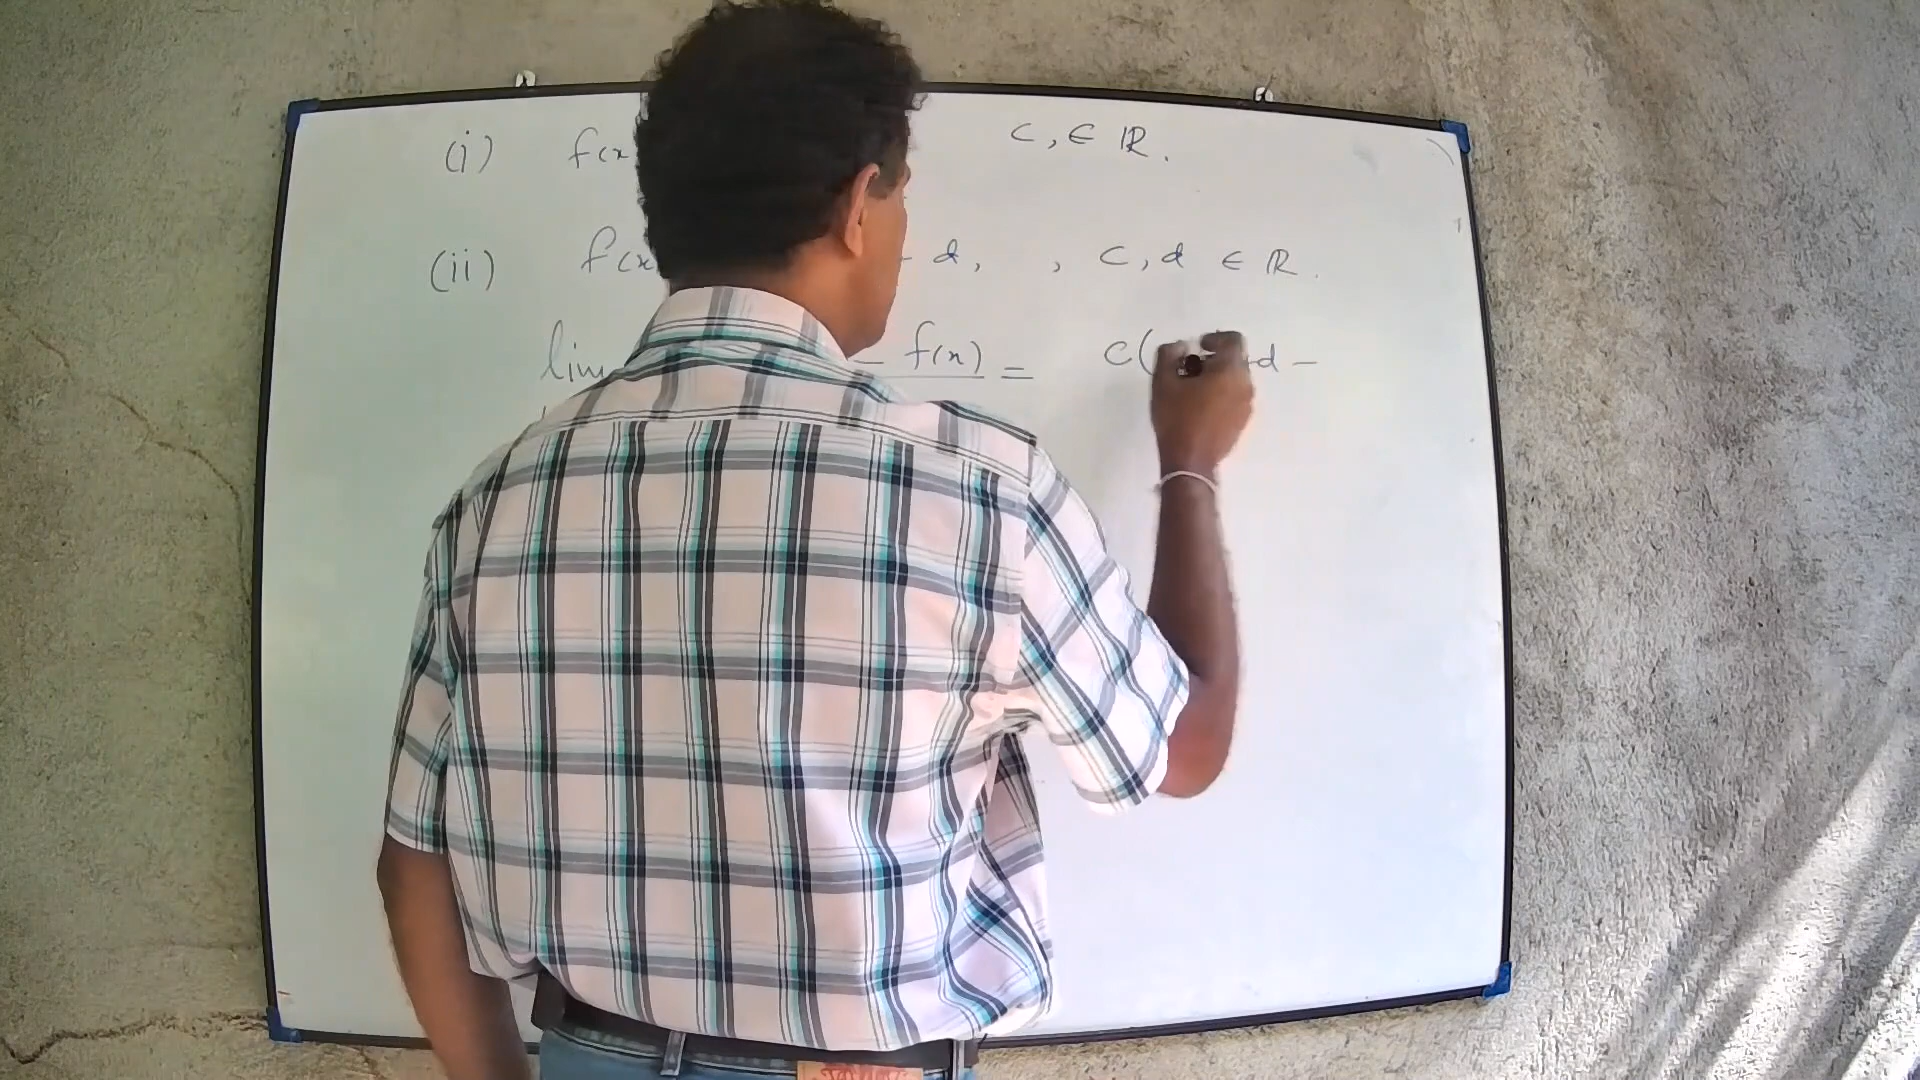 (i) f(x C, ∈ ℝ.
(ii) f(x - d, , C, d ∈ ℝ.
lim - f(x) = C( +d -